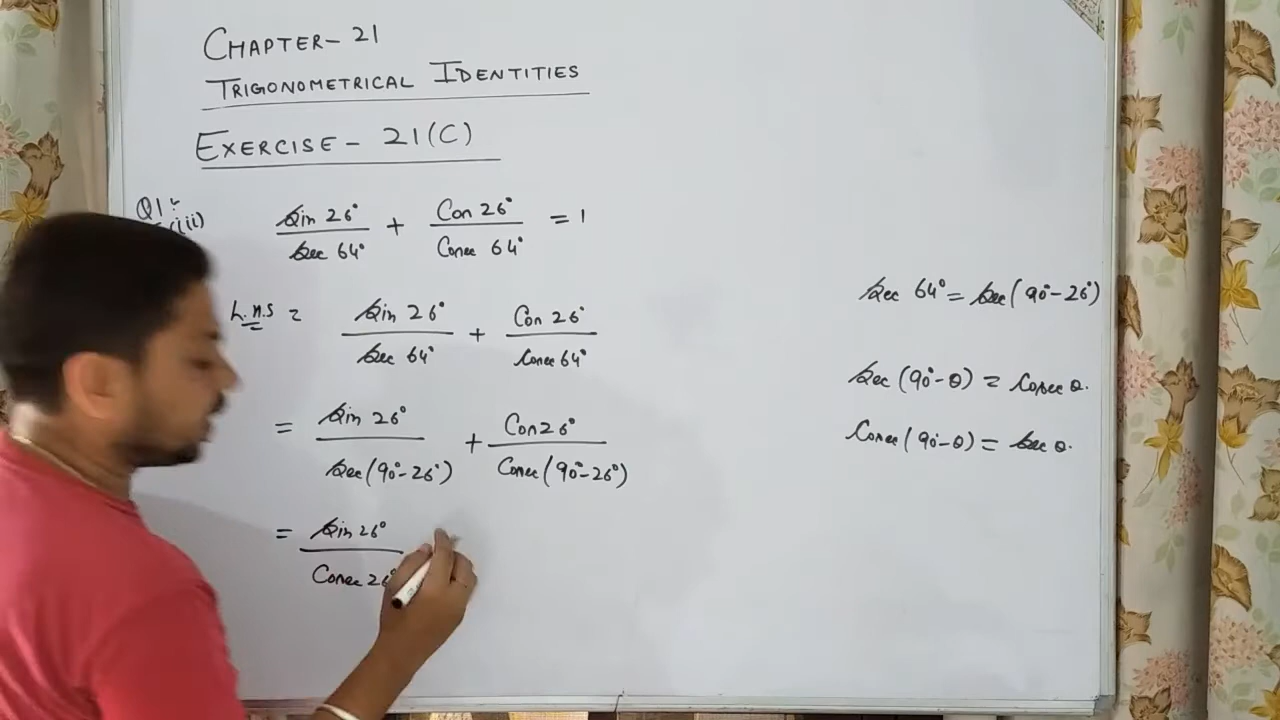 CHAPTER- 21
TRIGONOMETRICAL IDENTITIES
EXERCISE - 21(C)
Q1.
(iii) Sin 26° / Sec 64° + Cos 26° / Cosec 64° = 1
L.H.S = Sin 26° / Sec 64° + Cos 26° / Cosec 64°
= Sin 26° / Sec(90°-26°) + Cos 26° / Cosec(90°-26°)
= Sin 26° / Cosec 26°
Sec 64° = Sec(90°-26°)
Sec(90°-θ) = Cosec θ.
Cosec(90-θ) = Sec θ.